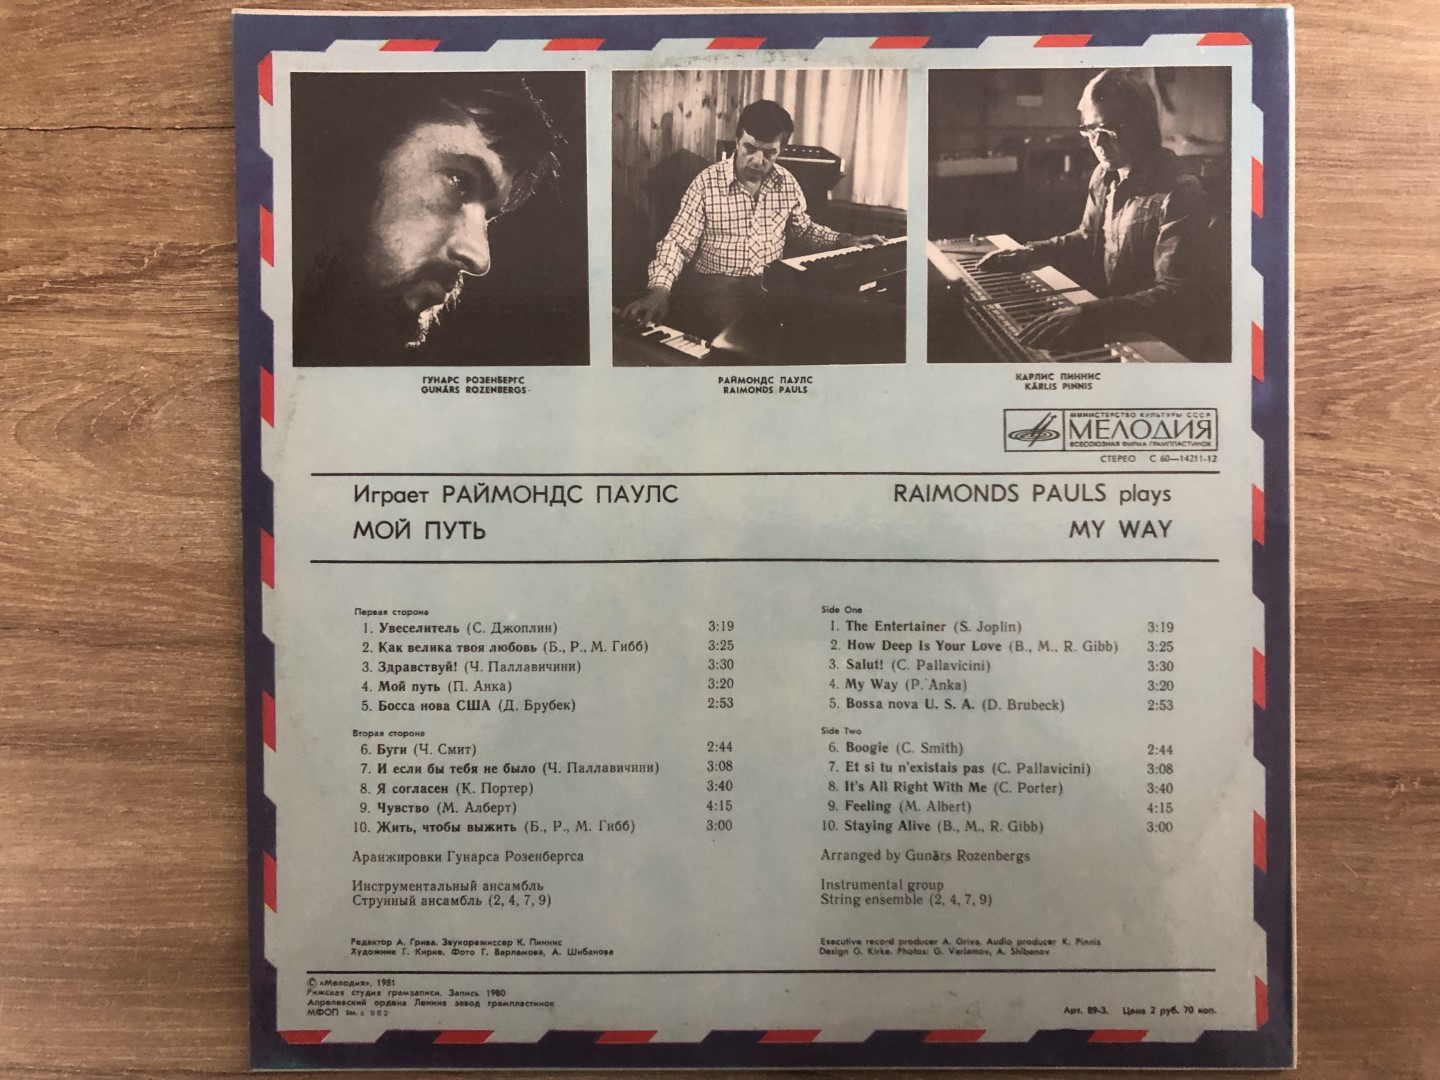 ГУНАРС РОЗЕНБЕРГС
GUNĀRS ROZENBERGS
РАЙМОНДС ПАУЛС
RAIMONDS PAULS
КАРЛИС ПИННИС
KĀRLIS PINNIS
МИНИСТЕРСТВО КУЛЬТУРЫ СССР
МЕЛОДИЯ
ВСЕСОЮЗНАЯ ФИРМА ГРАМПЛАСТИНОК
СТЕРЕО С 60—14211-12
Играет РАЙМОНДС ПАУЛС
МОЙ ПУТЬ
RAIMONDS PAULS plays
MY WAY
Первая сторона
1. Увеселитель (С. Джоплин) 3:19
2. Как велика твоя любовь (Б., Р., М. Гибб) 3:25
3. Здравствуй! (Ч. Паллавичини) 3:30
4. Мой путь (П. Анка) 3:20
5. Босса нова США (Д. Брубек) 2:53
Вторая сторона
6. Буги (Ч. Смит) 2:44
7. И если бы тебя не было (Ч. Паллавичини) 3:08
8. Я согласен (К. Портер) 3:40
9. Чувство (М. Алберт) 4:15
10. Жить, чтобы выжить (Б., Р., М. Гибб) 3:00
Аранжировки Гунарса Розенбергса
Инструментальный ансамбль
Струнный ансамбль (2, 4, 7, 9)
Редактор А. Грива. Звукорежиссер К. Пиннис
Художник Г. Кирке. Фото Г. Варламова, А. Шибанова
Side One
1. The Entertainer (S. Joplin) 3:19
2. How Deep Is Your Love (B., M., R. Gibb) 3:25
3. Salut! (C. Pallavicini) 3:30
4. My Way (P. Anka) 3:20
5. Bossa nova U. S. A. (D. Brubeck) 2:53
Side Two
6. Boogie (C. Smith) 2:44
7. Et si tu n'existais pas (C. Pallavicini) 3:08
8. It's All Right With Me (C. Porter) 3:40
9. Feeling (M. Albert) 4:15
10. Staying Alive (B., M., R. Gibb) 3:00
Arranged by Gunārs Rozenbergs
Instrumental group
String ensemble (2, 4, 7, 9)
Executive record producer A. Griva. Audio producer K. Pinnis
Design G. Kirke. Photos: G. Varlamov, A. Shibanov
© «Мелодия», 1981
Рижская студия грамзаписи. Запись 1980
Апрелевский ордена Ленина завод грампластинок
МФОП Зак.
Арт. 89-3. Цена 2 руб. 70 коп.